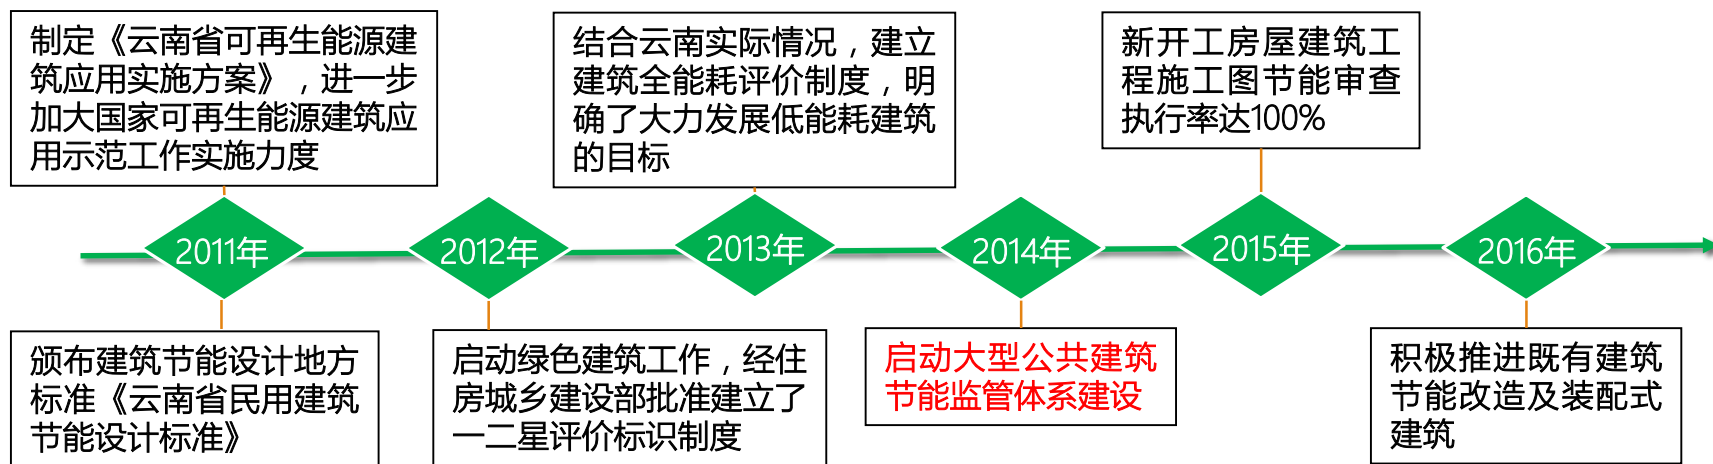 制定《云南省可再生能源建
筑应用实施方案》，进一步
加大国家可再生能源建筑应
用示范工作实施力度
结合云南实际情况，建立
建筑全能耗评价制度，明
确了大力发展低能耗建筑
的目标
新开工房屋建筑工
程施工图节能审查
执行率达100%
2011年
2012年
2013年
2014年
2015年
2016年
颁布建筑节能设计地方
标准《云南省民用建筑
节能设计标准》
启动绿色建筑工作，经住
房城乡建设部批准建立了
一二星评价标识制度
启动大型公共建筑
节能监管体系建设
积极推进既有建筑
节能改造及装配式
建筑